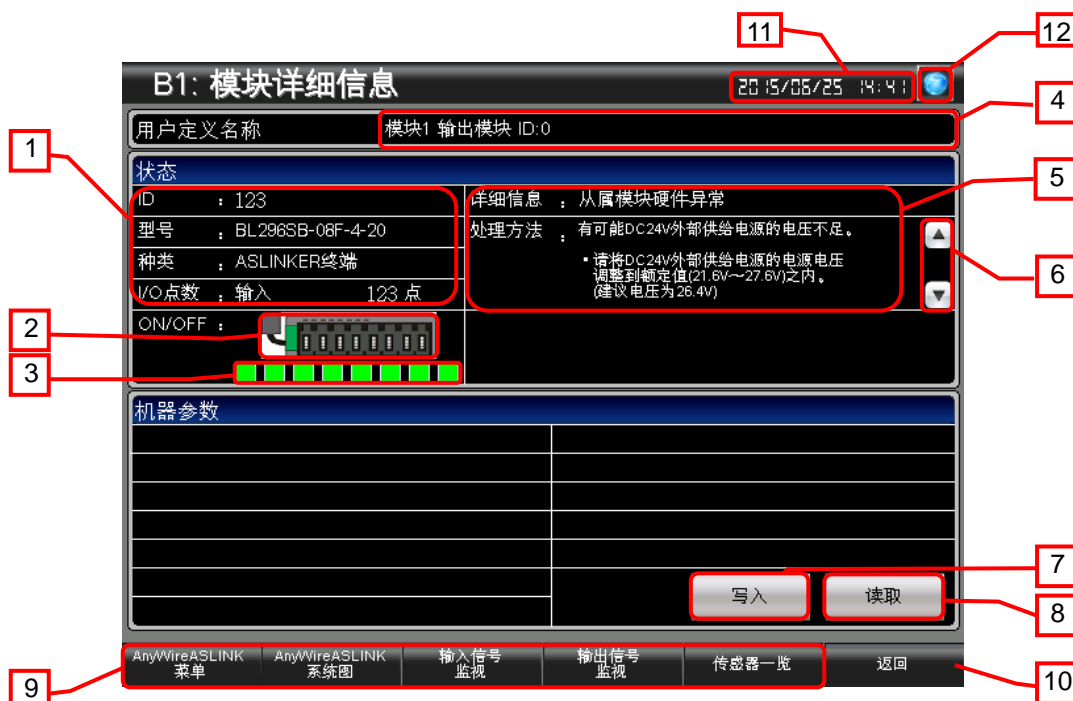 11
12
B1: 模块详细信息
2015/06/25 14:41
4
用户定义名称
模块1 输出模块 ID:0
1
状态
5
ID : 123
详细信息 : 从属模块硬件异常
型号 : BL296SB-08F-4-20
处理方法 : 有可能DC24V外部供给电源的电压不足。
种类 : ASLINKER终端
•请将DC24V外部供给电源的电源电压
调整到额定值(21.6V～27.6V)之内。
(建议电压为26.4V)
6
I/O点数 : 输入 123 点
2
ON/OFF :
3
机器参数
7
写入
读取
8
AnyWireASLINK
菜单
AnyWireASLINK
系统图
输入信号
监视
输出信号
监视
传感器一览
返回
9
10